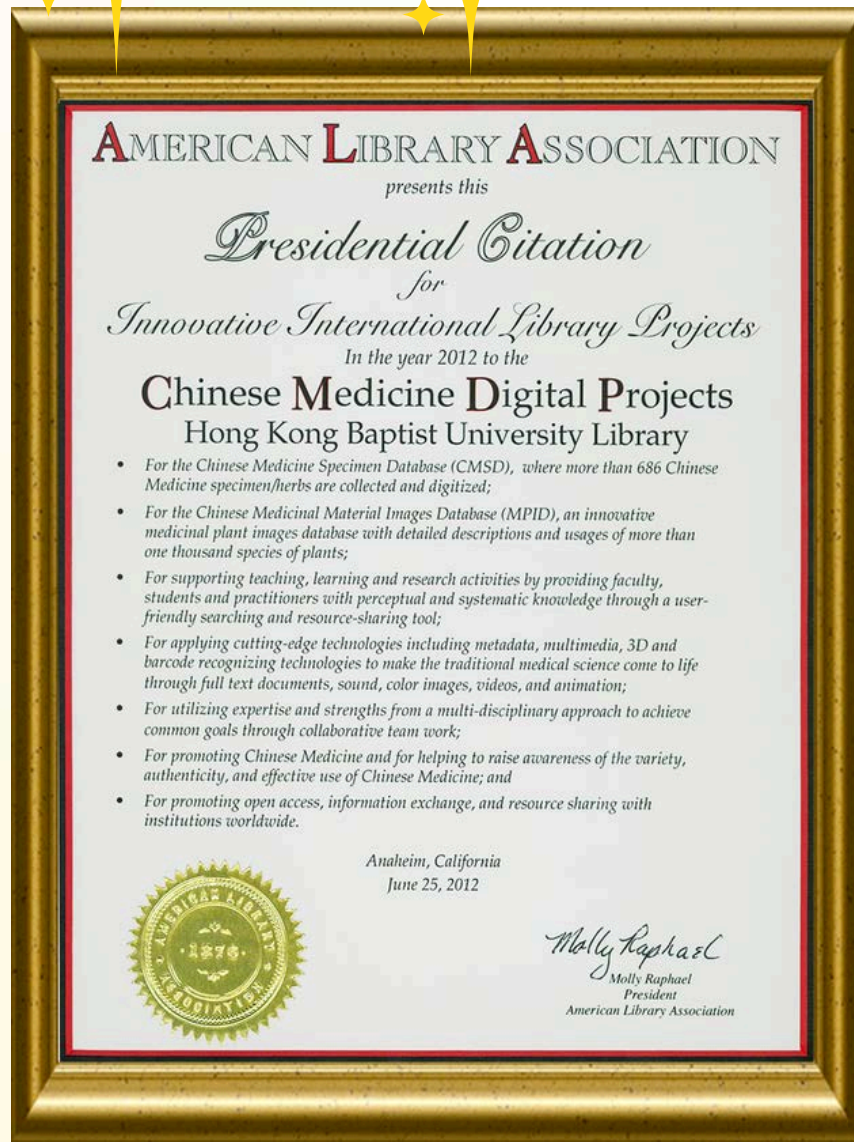 AMERICAN LIBRARY ASSOCIATION
presents this
Presidential Citation
for
Innovative International Library Projects
In the year 2012 to the
Chinese Medicine Digital Projects
Hong Kong Baptist University Library
• For the Chinese Medicine Specimen Database (CMSD), where more than 686 Chinese
Medicine specimen/herbs are collected and digitized;
• For the Chinese Medicinal Material Images Database (MPID), an innovative
medicinal plant images database with detailed descriptions and usages of more than
one thousand species of plants;
• For supporting teaching, learning and research activities by providing faculty,
students and practitioners with perceptual and systematic knowledge through a user-
friendly searching and resource-sharing tool;
• For applying cutting-edge technologies including metadata, multimedia, 3D and
barcode recognizing technologies to make the traditional medical science come to life
through full text documents, sound, color images, videos, and animation;
• For utilizing expertise and strengths from a multi-disciplinary approach to achieve
common goals through collaborative team work;
• For promoting Chinese Medicine and for helping to raise awareness of the variety,
authenticity, and effective use of Chinese Medicine; and
• For promoting open access, information exchange, and resource sharing with
institutions worldwide.
Anaheim, California
June 25, 2012
AMERICAN LIBRARY
1876
ASSOCIATION
Molly Raphael
Molly Raphael
President
American Library Association